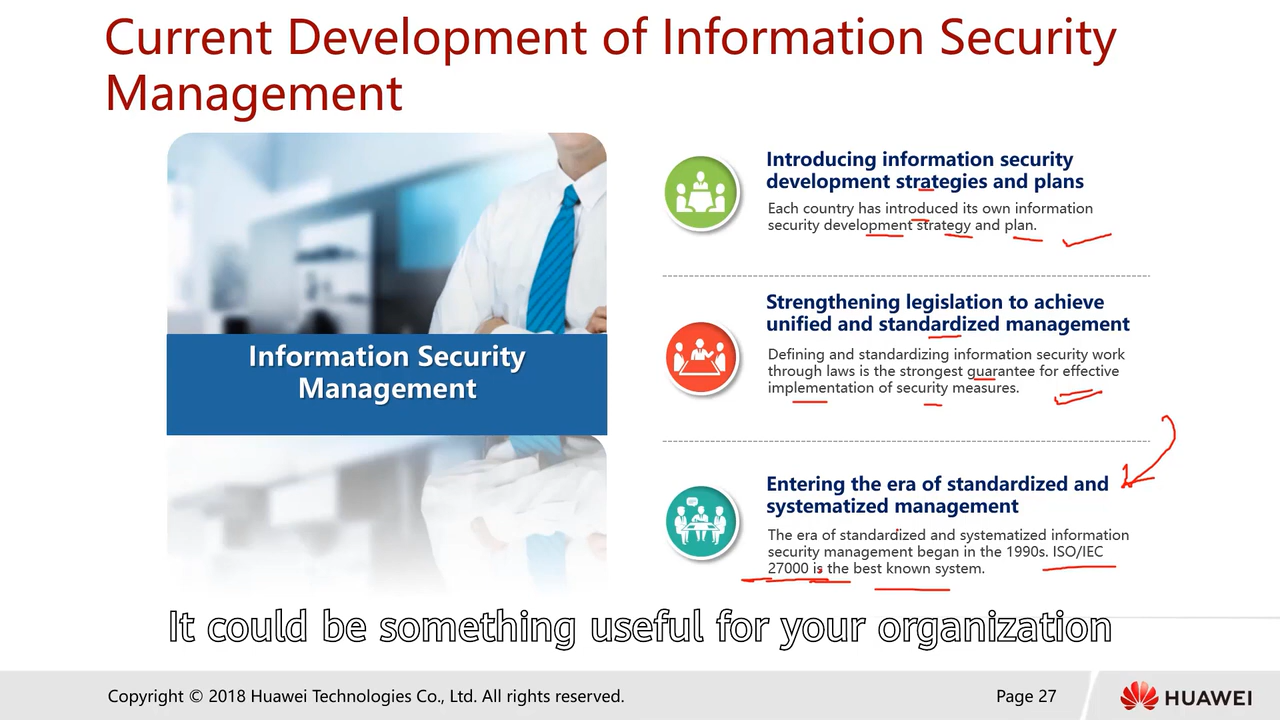 Current Development of Information Security
Management
Information Security
Management
Introducing information security
development strategies and plans
Each country has introduced its own information
security development strategy and plan.
Strengthening legislation to achieve
unified and standardized management
Defining and standardizing information security work
through laws is the strongest guarantee for effective
implementation of security measures.
Entering the era of standardized and
systematized management
The era of standardized and systematized information
security management began in the 1990s. ISO/IEC
27000 is the best known system.
It could be something useful for your organization
Copyright © 2018 Huawei Technologies Co., Ltd. All rights reserved.
Page 27
HUAWEI